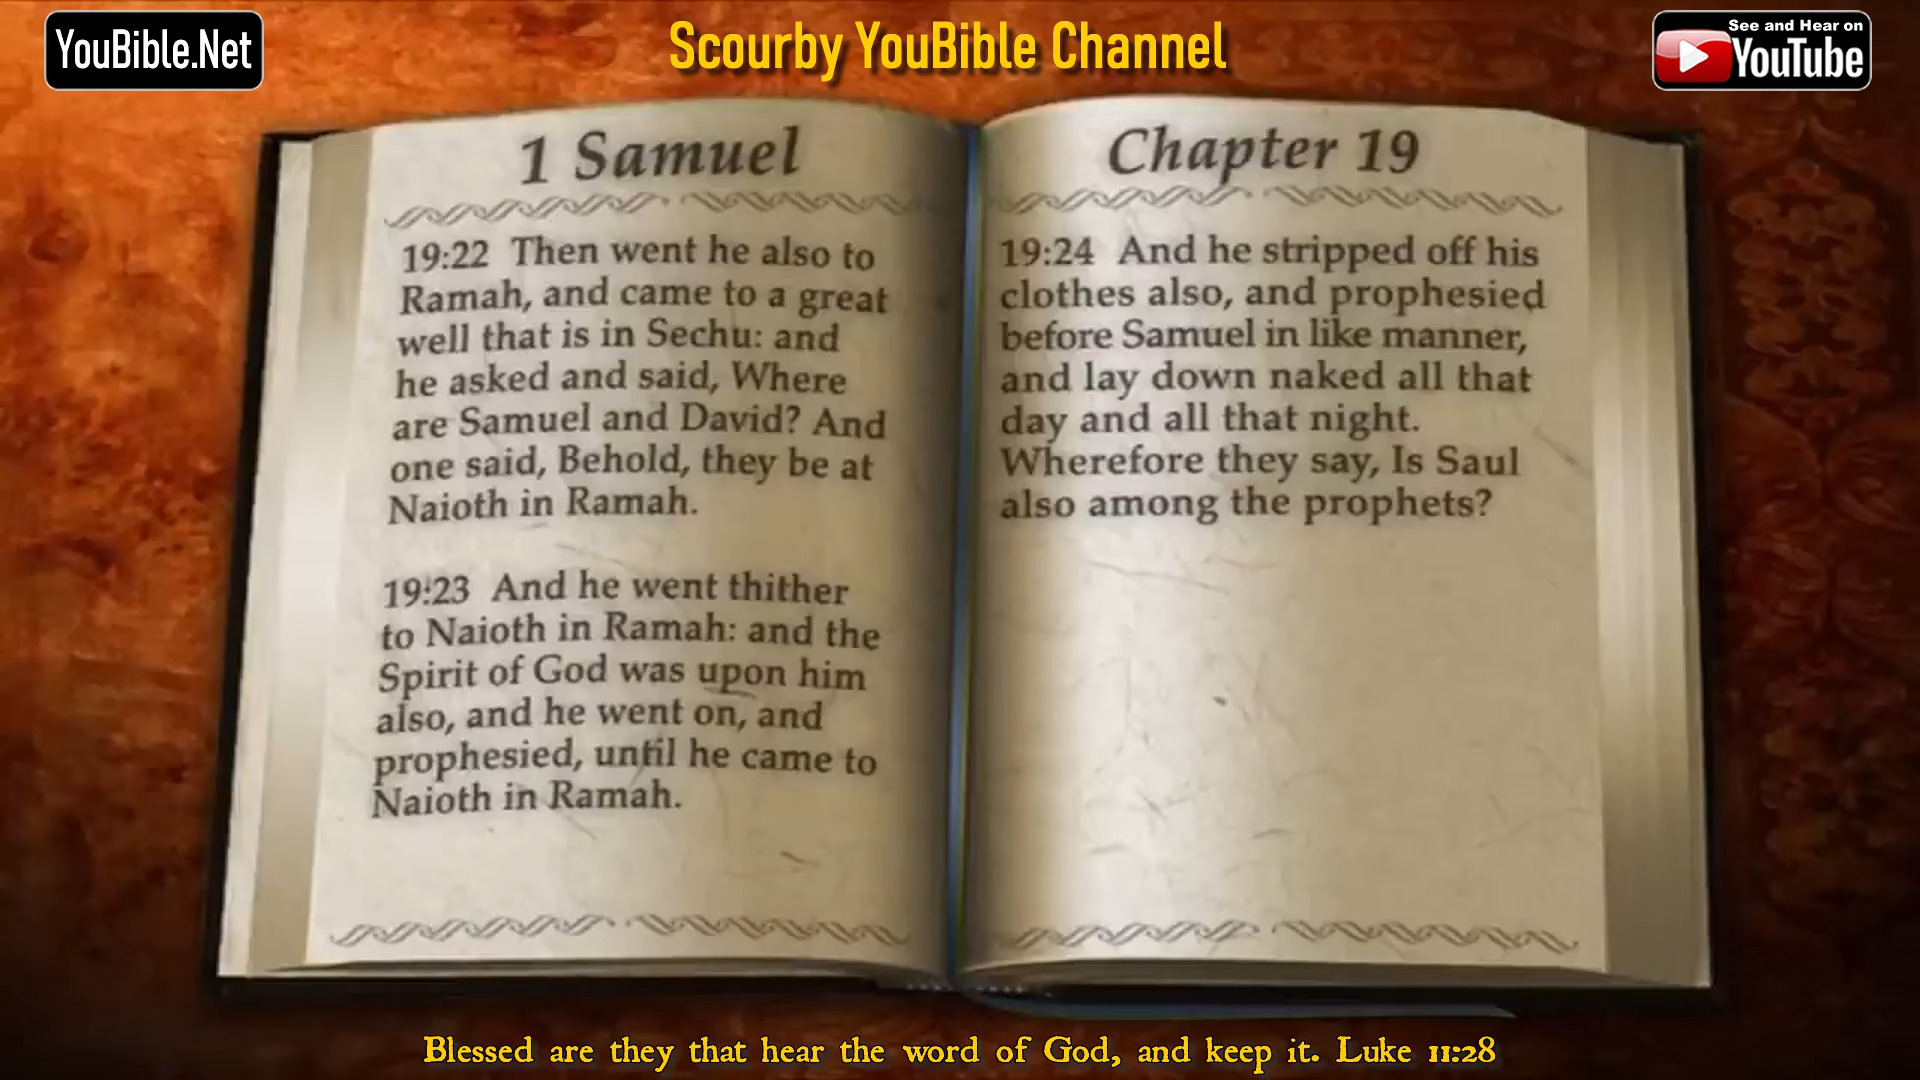 YouBible.Net
Scourby YouBible Channel
See and Hear on
YouTube
1 Samuel
19:22 Then went he also to
Ramah, and came to a great
well that is in Sechu: and
he asked and said, Where
are Samuel and David? And
one said, Behold, they be at
Naioth in Ramah.
19:23 And he went thither
to Naioth in Ramah: and the
Spirit of God was upon him
also, and he went on, and
prophesied, until he came to
Naioth in Ramah.
Chapter 19
19:24 And he stripped off his
clothes also, and prophesied
before Samuel in like manner,
and lay down naked all that
day and all that night.
Wherefore they say, Is Saul
also among the prophets?
Blessed are they that hear the word of God, and keep it. Luke 11:28